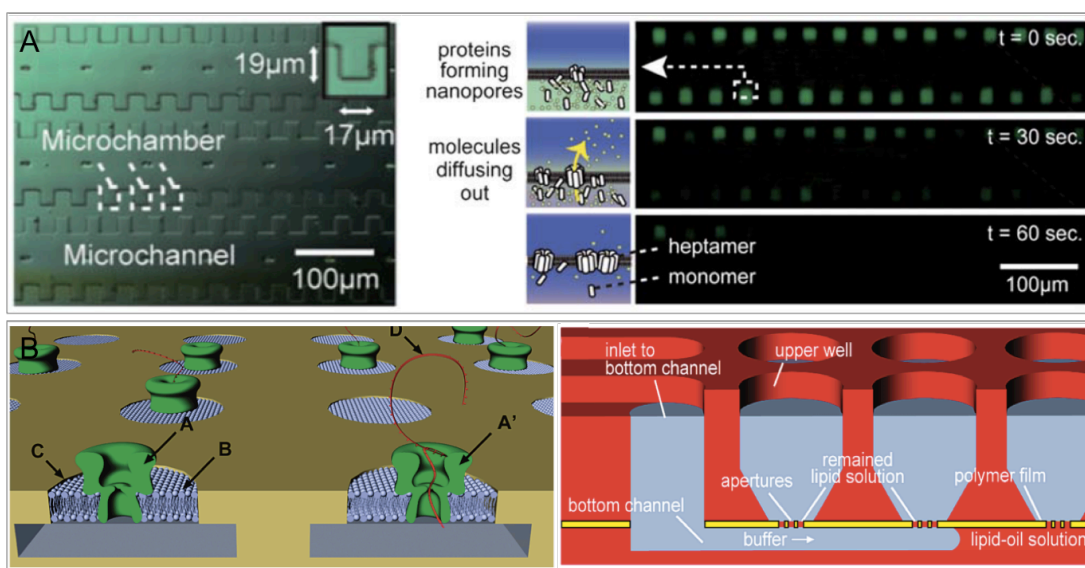 A
19µm
17µm
Microchamber
Microchannel
100µm
proteins
forming
nanopores
molecules
diffusing
out
heptamer
monomer
t = 0 sec.
t = 30 sec.
t = 60 sec.
100µm
B
D
A
A'
C
B
inlet to
bottom channel
upper well
apertures
remained
lipid solution
polymer film
bottom channel
buffer →
lipid-oil solution